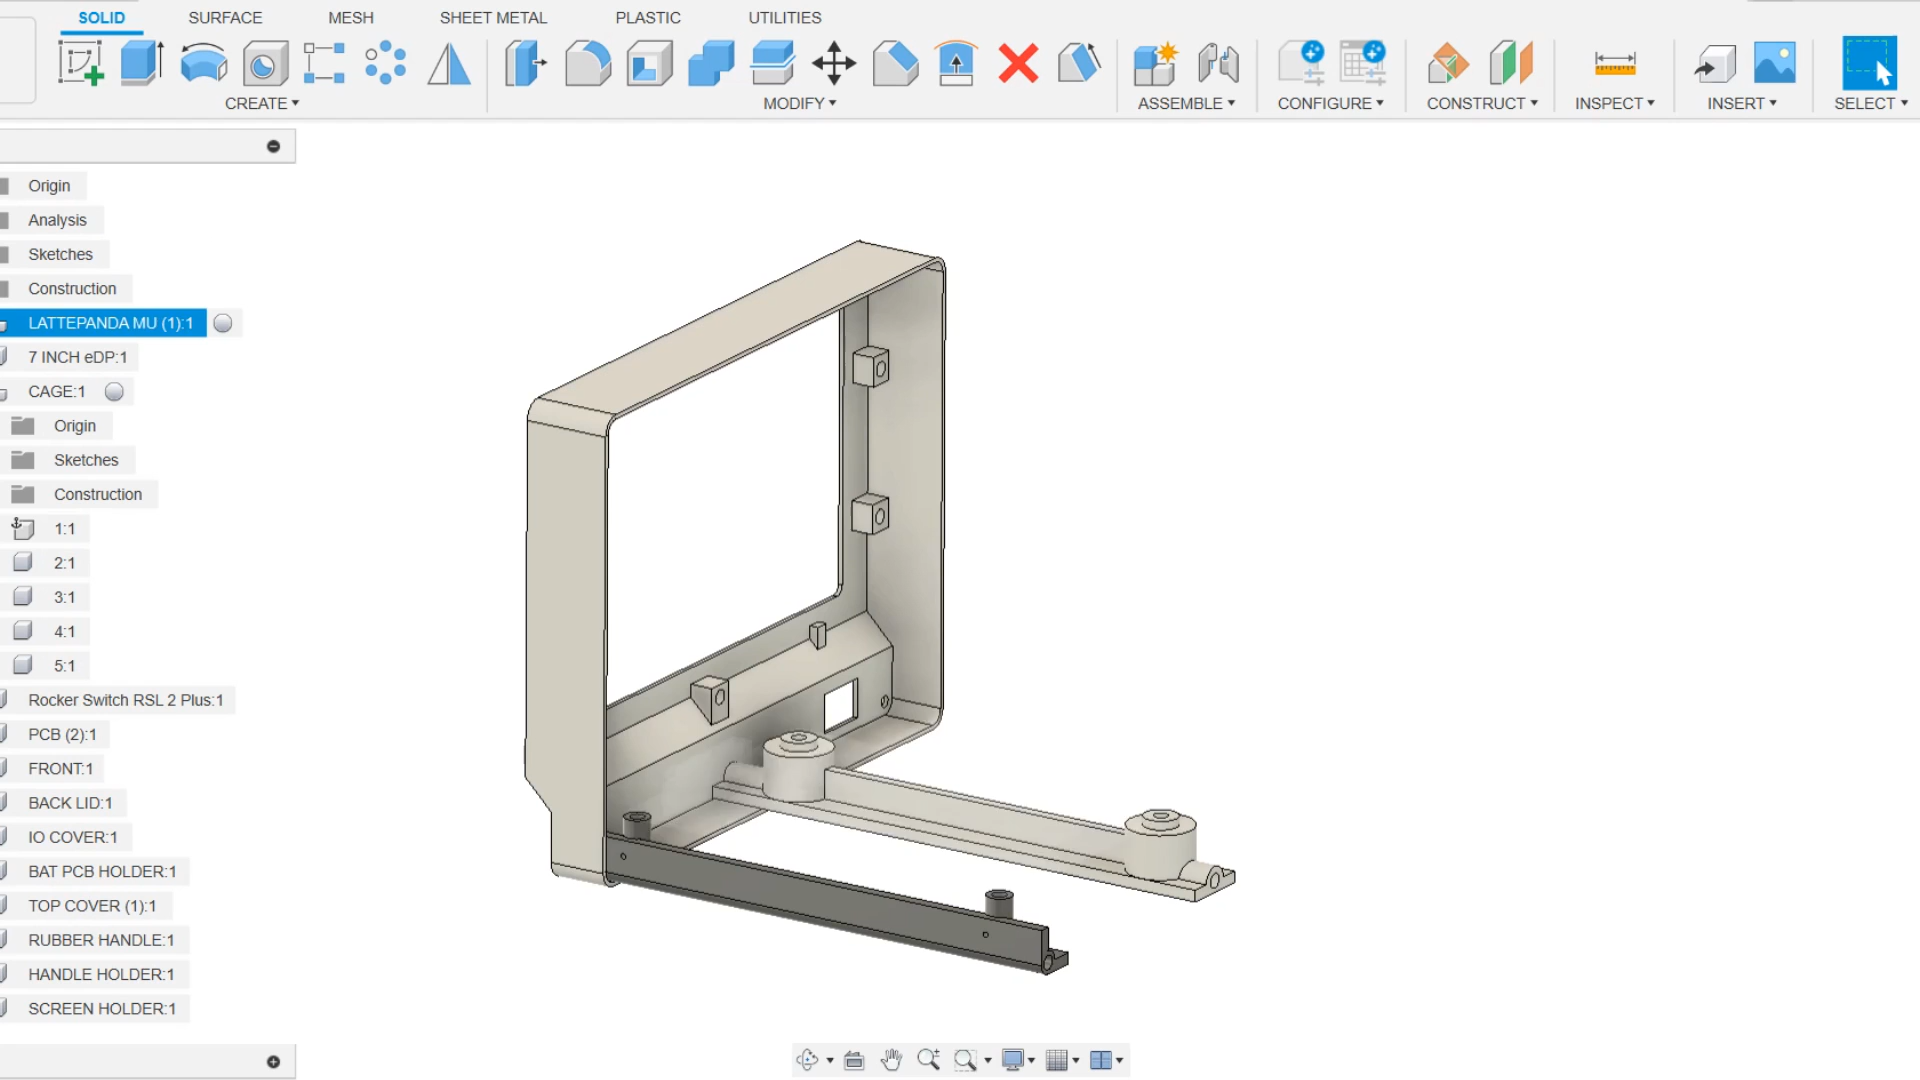 SOLID
SURFACE
MESH
SHEET METAL
PLASTIC
UTILITIES
CREATE
MODIFY
ASSEMBLE
CONFIGURE
CONSTRUCT
INSPECT
INSERT
SELECT
Origin
Analysis
Sketches
Construction
LATTEPANDA MU (1):1
7 INCH eDP:1
CAGE:1
Origin
Sketches
Construction
1:1
2:1
3:1
4:1
5:1
Rocker Switch RSL 2 Plus:1
PCB (2):1
FRONT:1
BACK LID:1
IO COVER:1
BAT PCB HOLDER:1
TOP COVER (1):1
RUBBER HANDLE:1
HANDLE HOLDER:1
SCREEN HOLDER:1